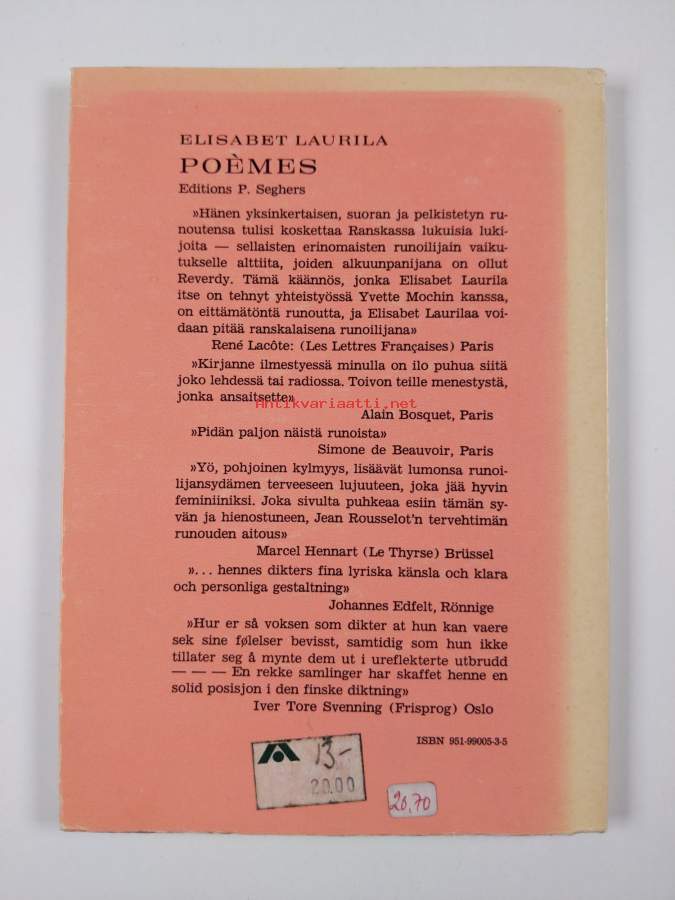 ELISABET LAURILA
POÈMES
Editions P. Seghers
»Hänen yksinkertaisen, suoran ja pelkistetyn ru-
noutensa tulisi koskettaa Ranskassa lukuisia luki-
joita — sellaisten erinomaisten runoilijain vaiku-
tukselle alttiita, joiden alkuunpanijana on ollut
Reverdy. Tämä käännös, jonka Elisabet Laurila
itse on tehnyt yhteistyössä Yvette Mochin kanssa,
on eittämätöntä runoutta, ja Elisabet Laurilaa voi-
daan pitää ranskalaisena runoilijana»
René Lacôte: (Les Lettres Françaises) Paris
»Kirjanne ilmestyessä minulla on ilo puhua siitä
joko lehdessä tai radiossa. Toivon teille menestystä,
jonka ansaitsette»
Antikvariaatti.net
Alain Bosquet, Paris
»Pidän paljon näistä runoista»
Simone de Beauvoir, Paris
»Yö, pohjoinen kylmyys, lisäävät lumonsa runoi-
lijansydämen terveeseen lujuuteen, joka jää hyvin
feminiiniksi. Joka sivulta puhkeaa esiin tämän sy-
vän ja hienostuneen, Jean Rousselot'n tervehtimän
runouden aitous»
Marcel Hennart (Le Thyrse) Brüssel
»... hennes dikters fina lyriska känsla och klara
och personliga gestaltning»
Johannes Edfelt, Rönnige
»Hur er så voksen som dikter at hun kan vaere
sek sine følelser bevisst, samtidig som hun ikke
tillater seg å mynte dem ut i ureflekterte utbrudd
— — — En rekke samlinger har skaffet henne en
solid posisjon i den finske diktning»
Iver Tore Svenning (Frisprog) Oslo
ISBN 951-99005-3-5
13-
20.00
20,70